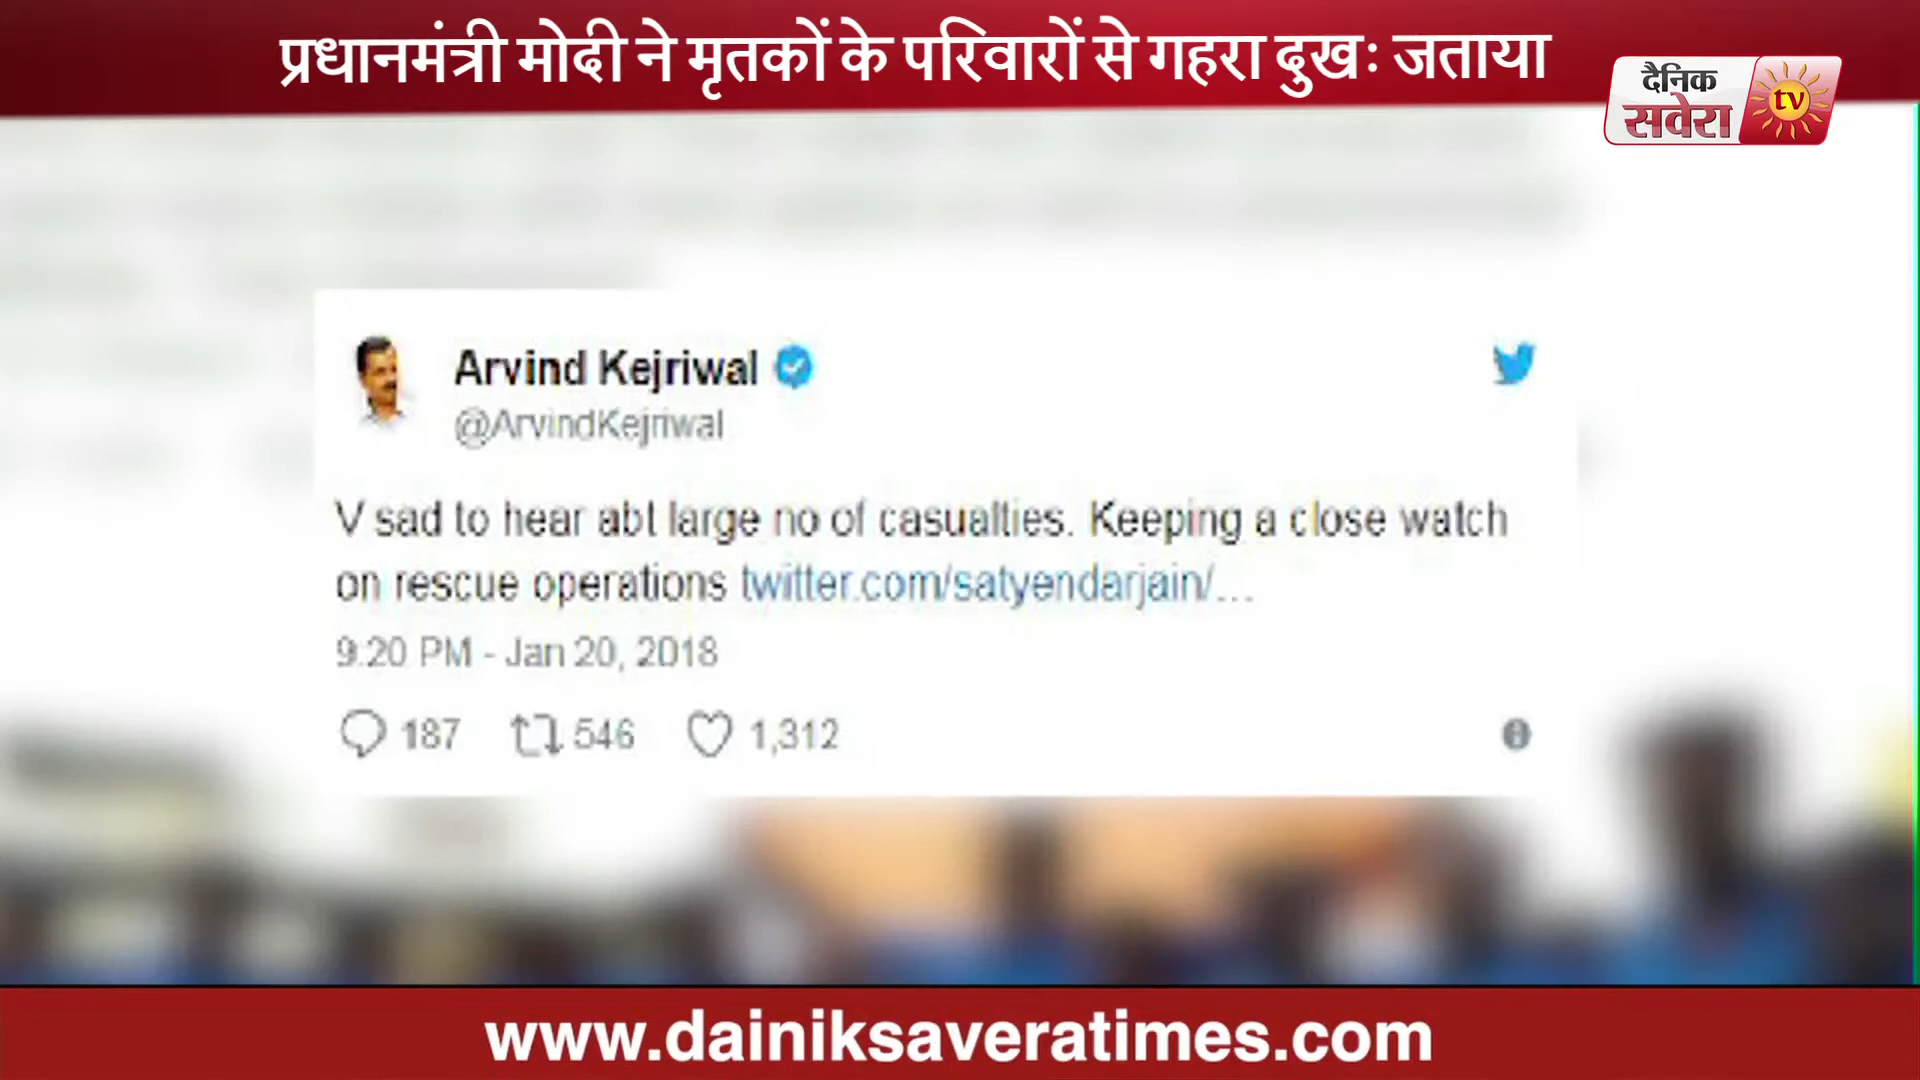 प्रधानमंत्री मोदी ने मृतकों के परिवारों से गहरा दुखः जताया
दैनिक
सवेरा
tv
Arvind Kejriwal
@ArvindKejriwal
V sad to hear abt large no of casualties. Keeping a close watch
on rescue operations twitter.com/satyendarjain/...
9:20 PM - Jan 20, 2018
187 546 1,312
www.dainiksaveratimes.com